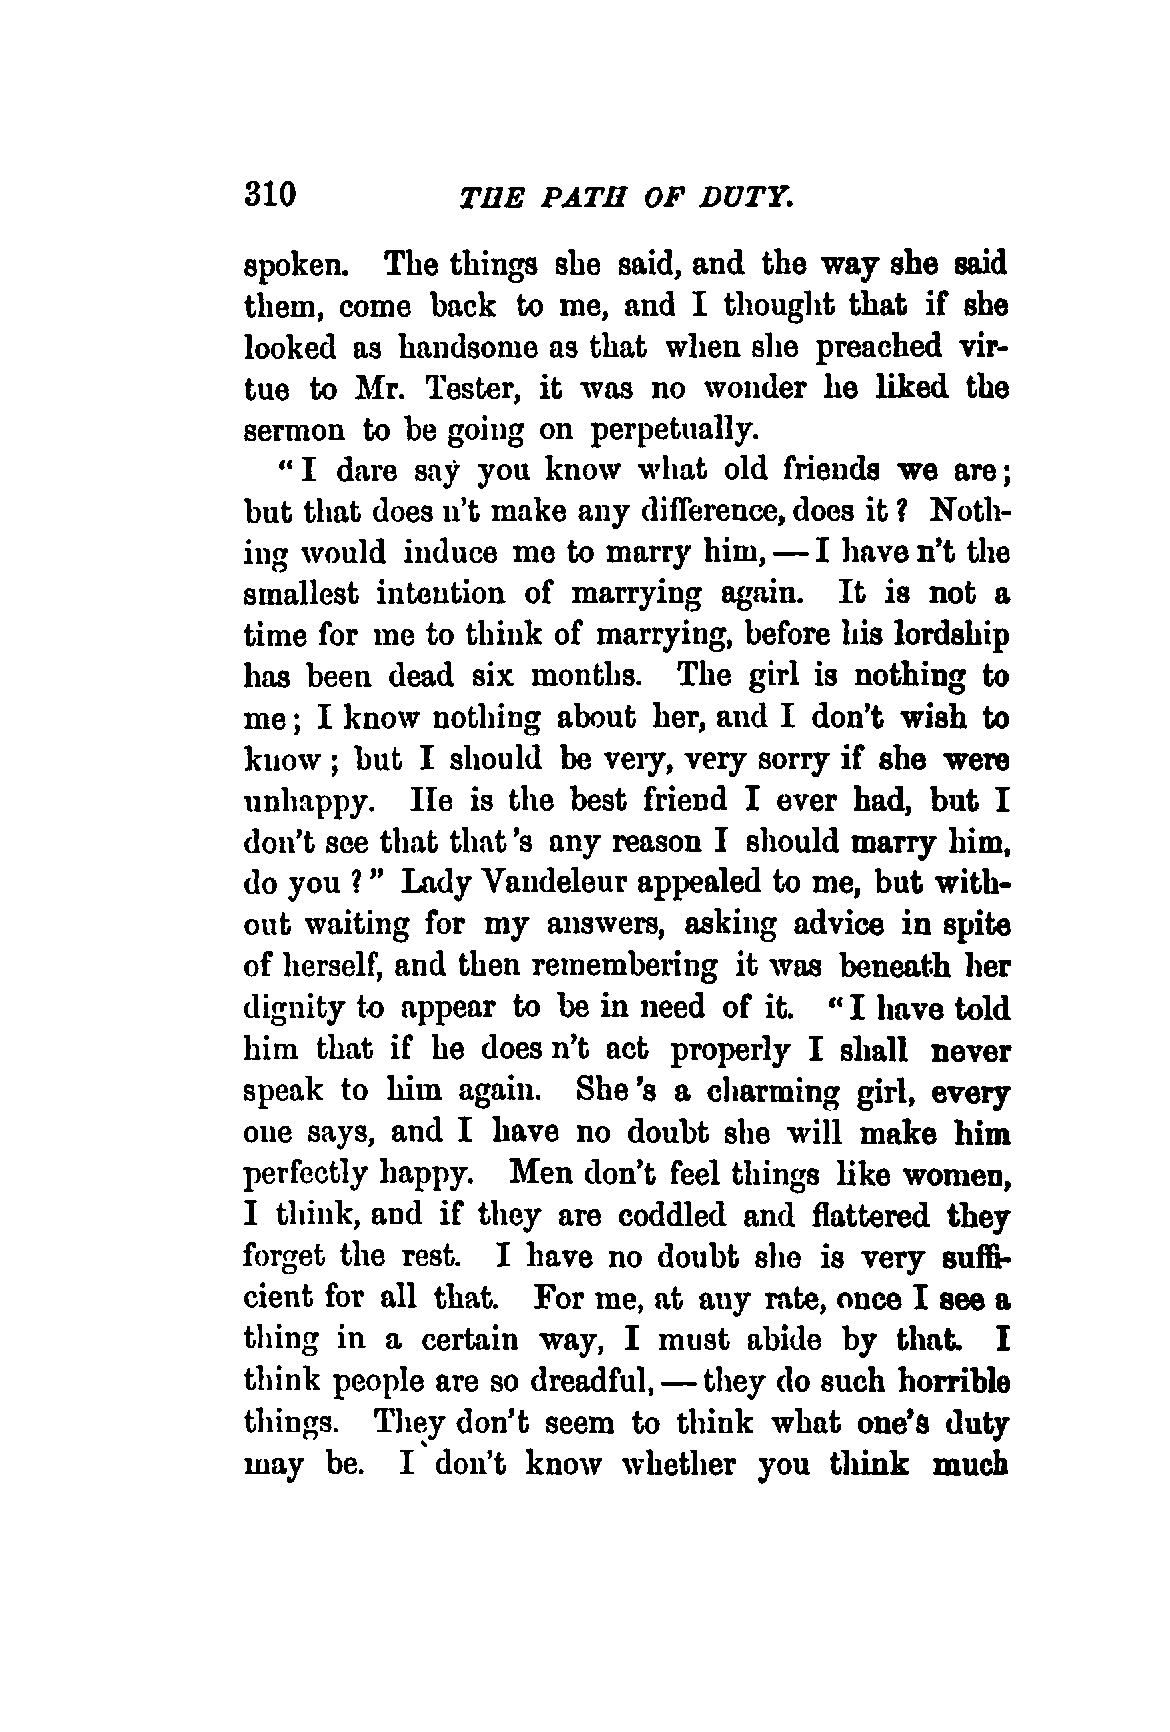 310 THE PATH OF DUTY.
spoken. The things she said, and the way she said
them, come back to me, and I thought that if she
looked as handsome as that when she preached vir-
tue to Mr. Tester, it was no wonder he liked the
sermon to be going on perpetually.
“I dare say you know what old friends we are;
but that does n't make any difference, does it? Noth-
ing would induce me to marry him, — I have n't the
smallest intention of marrying again. It is not a
time for me to think of marrying, before his lordship
has been dead six months. The girl is nothing to
me; I know nothing about her, and I don't wish to
know; but I should be very, very sorry if she were
unhappy. He is the best friend I ever had, but I
don't see that that's any reason I should marry him,
do you?” Lady Vandeleur appealed to me, but with-
out waiting for my answers, asking advice in spite
of herself, and then remembering it was beneath her
dignity to appear to be in need of it. “I have told
him that if he does n't act properly I shall never
speak to him again. She's a charming girl, every
one says, and I have no doubt she will make him
perfectly happy. Men don't feel things like women,
I think, and if they are coddled and flattered they
forget the rest. I have no doubt she is very suffi-
cient for all that. For me, at any rate, once I see a
thing in a certain way, I must abide by that. I
think people are so dreadful, — they do such horrible
things. They don't seem to think what one's duty
may be. I don't know whether you think much